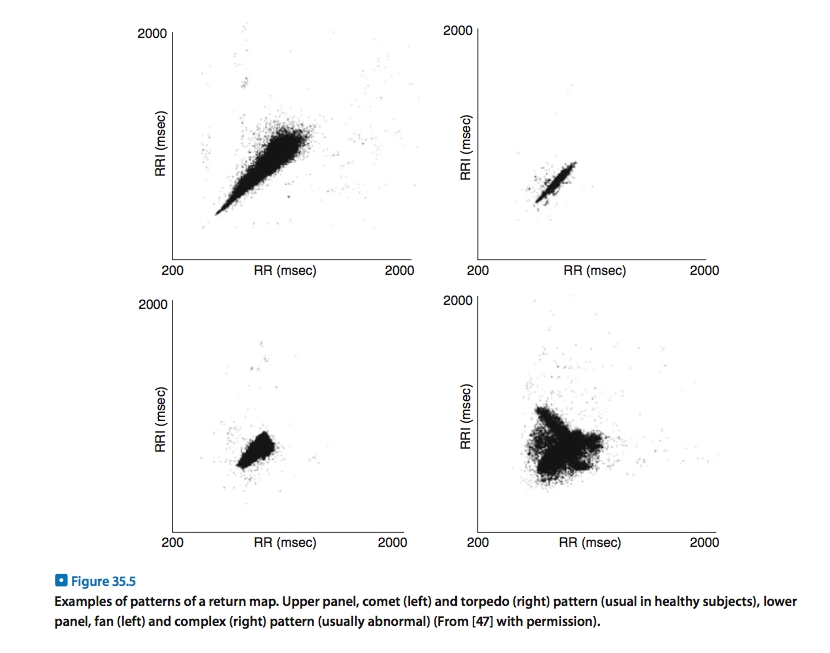 2000
RRI (msec)
200 RR (msec) 2000
2000
RRI (msec)
200 RR (msec) 2000
2000
RRI (msec)
200 RR (msec) 2000
2000
RRI (msec)
200 RR (msec) 2000
Figure 35.5
Examples of patterns of a return map. Upper panel, comet (left) and torpedo (right) pattern (usual in healthy subjects), lower
panel, fan (left) and complex (right) pattern (usually abnormal) (From [47] with permission).